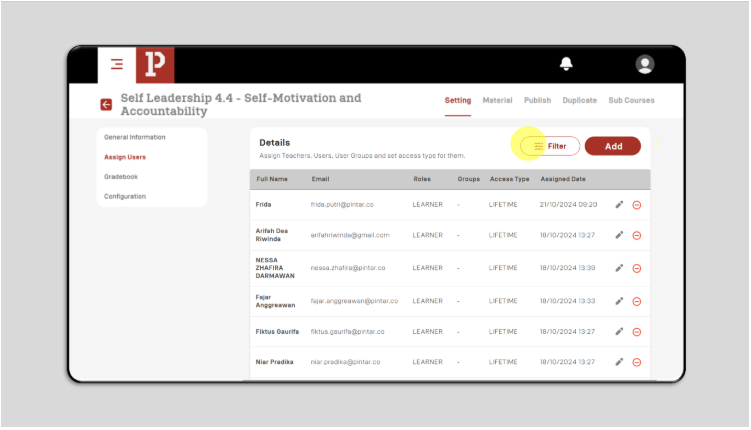 P
Self Leadership 4.4 - Self-Motivation and
Accountability
Setting Material Publish Duplicate Sub Courses
General Information
Assign Users
Gradebook
Configuration
Details
Assign Teachers, Users, User Groups and set access type for them.
Filter
Add
Full Name Email Roles Groups Access Type Assigned Date
Frida frida.putri@pintar.co LEARNER - LIFETIME 21/10/2024 09:20
Arifah Dea
Riwinda
arifahriwinda@gmail.com LEARNER - LIFETIME 18/10/2024 13:27
NESSA
ZHAFIRA
DARMAWAN
nessa.zhafira@pintar.co LEARNER - LIFETIME 18/10/2024 13:39
Fajar
Anggreawan
fajar.anggreawan@pintar.co LEARNER - LIFETIME 18/10/2024 13:33
Fiktus Gaurifa fiktus.gaurifa@pintar.co LEARNER - LIFETIME 18/10/2024 13:27
Niar Pradika niar.pradika@pintar.co LEARNER - LIFETIME 18/10/2024 13:27